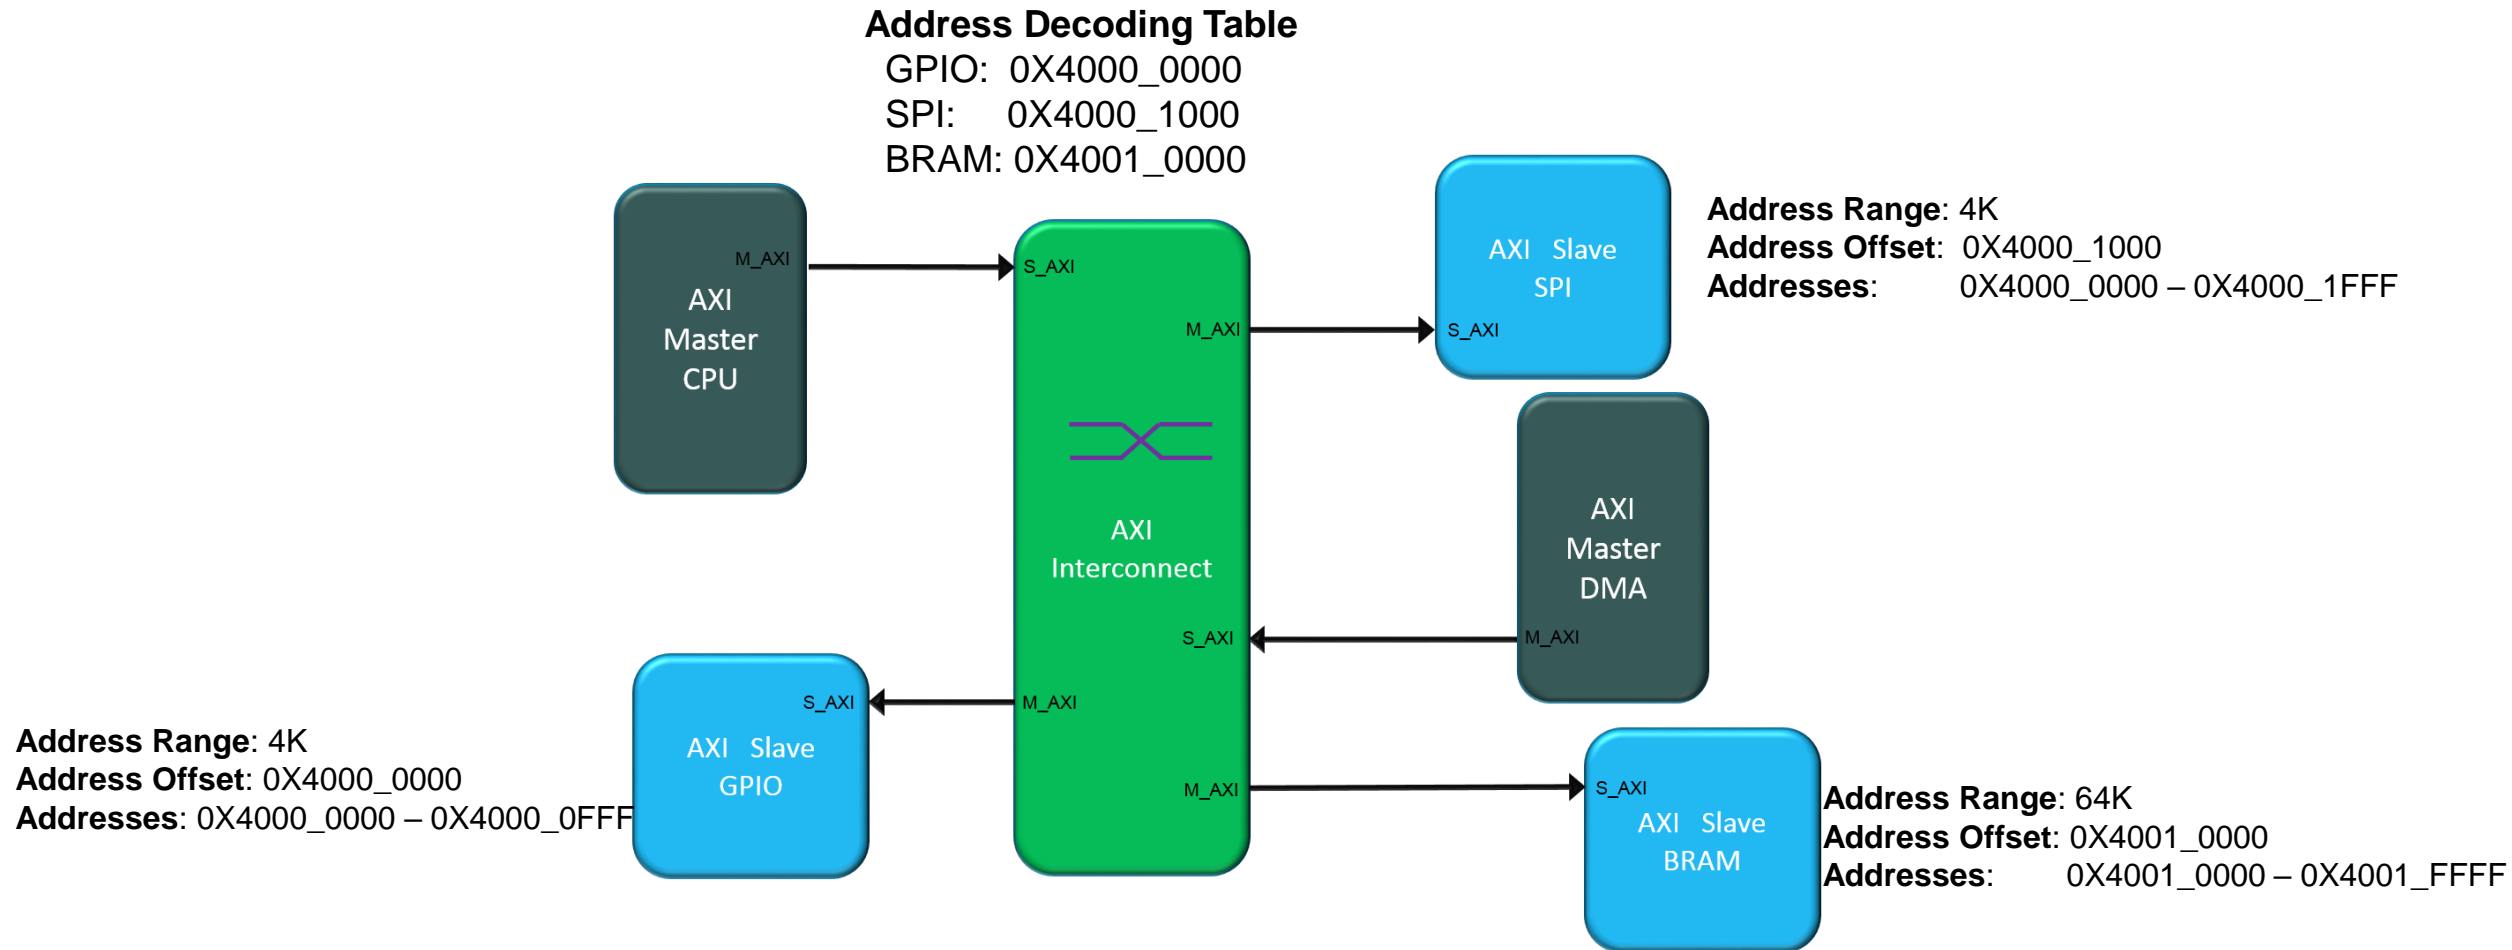 Address Decoding Table
GPIO: 0X4000_0000
SPI: 0X4000_1000
BRAM: 0X4001_0000
M_AXI
AXI
Master
CPU
S_AXI
M_AXI
AXI Slave
SPI
S_AXI
Address Range: 4K
Address Offset: 0X4000_1000
Addresses: 0X4000_0000 – 0X4000_1FFF
AXI
Interconnect
AXI
Master
DMA
S_AXI
M_AXI
S_AXI
M_AXI
AXI Slave
GPIO
Address Range: 4K
Address Offset: 0X4000_0000
Addresses: 0X4000_0000 – 0X4000_0FFF
M_AXI
S_AXI
AXI Slave
BRAM
Address Range: 64K
Address Offset: 0X4001_0000
Addresses: 0X4001_0000 – 0X4001_FFFF